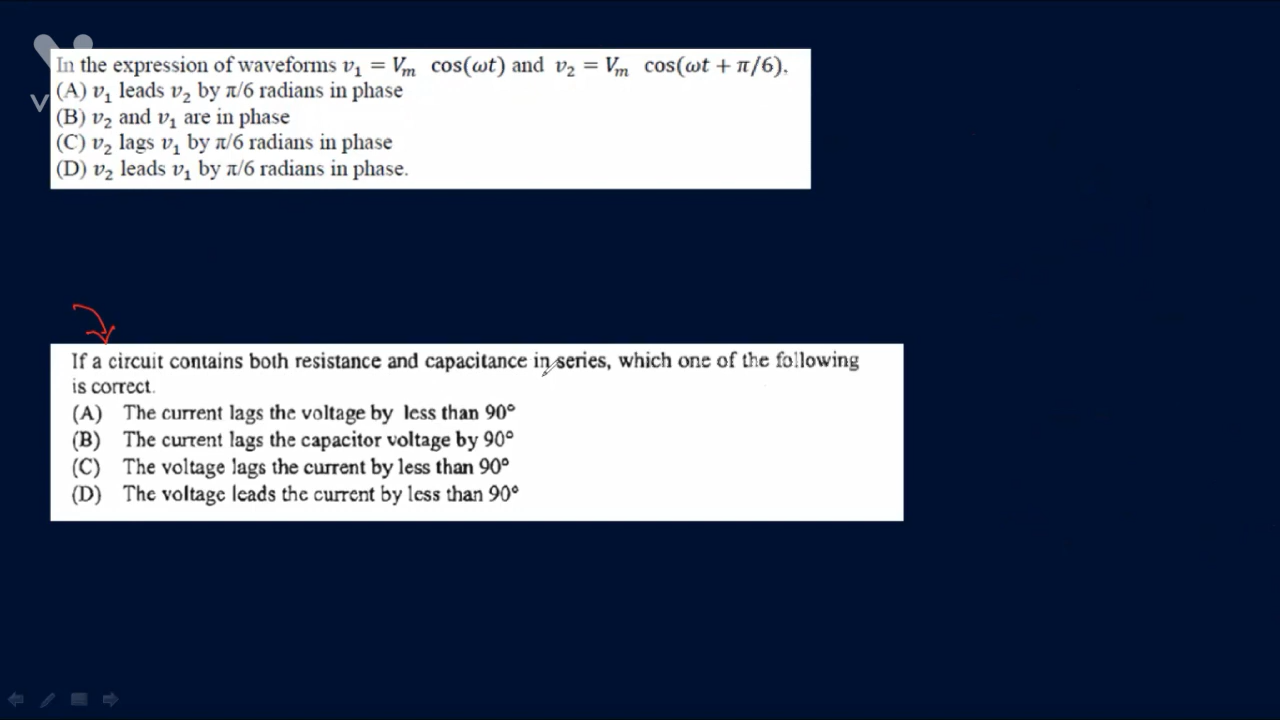 In the expression of waveforms v₁ = Vₘ cos(ωt) and v₂ = Vₘ cos(ωt + π/6),
(A) v₁ leads v₂ by π/6 radians in phase
(B) v₂ and v₁ are in phase
(C) v₂ lags v₁ by π/6 radians in phase
(D) v₂ leads v₁ by π/6 radians in phase.
If a circuit contains both resistance and capacitance in series, which one of the following
is correct.
(A) The current lags the voltage by less than 90°
(B) The current lags the capacitor voltage by 90°
(C) The voltage lags the current by less than 90°
(D) The voltage leads the current by less than 90°